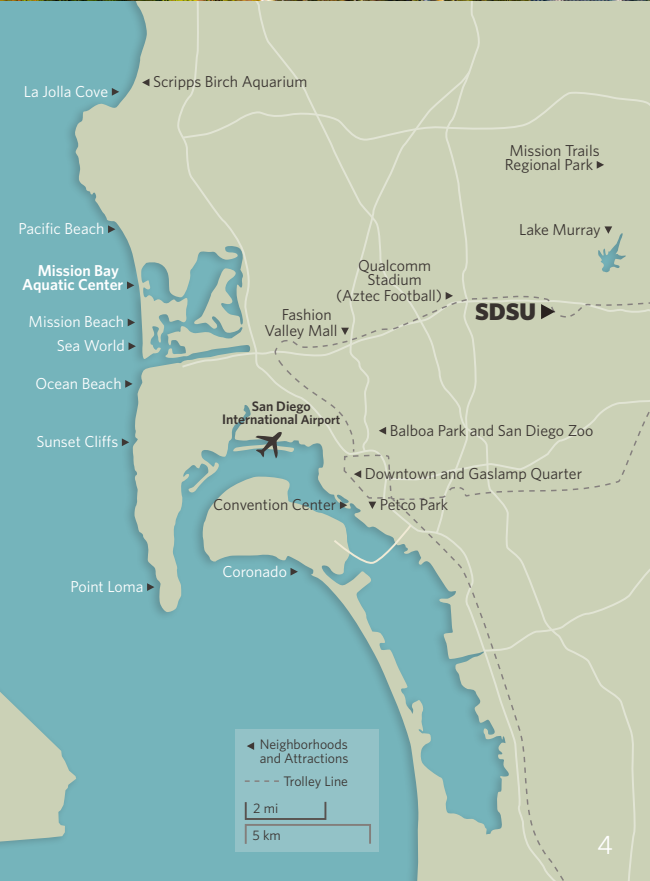 Scripps Birch Aquarium
La Jolla Cove
Mission Trails
Regional Park
Pacific Beach
Lake Murray
Mission Bay
Aquatic Center
Qualcomm
Stadium
(Aztec Football)
SDSU
Mission Beach
Fashion
Valley Mall
Sea World
Ocean Beach
San Diego
International Airport
Sunset Cliffs
Balboa Park and San Diego Zoo
Downtown and Gaslamp Quarter
Convention Center
Petco Park
Coronado
Point Loma
Neighborhoods
and Attractions
Trolley Line
2 mi
5 km
4